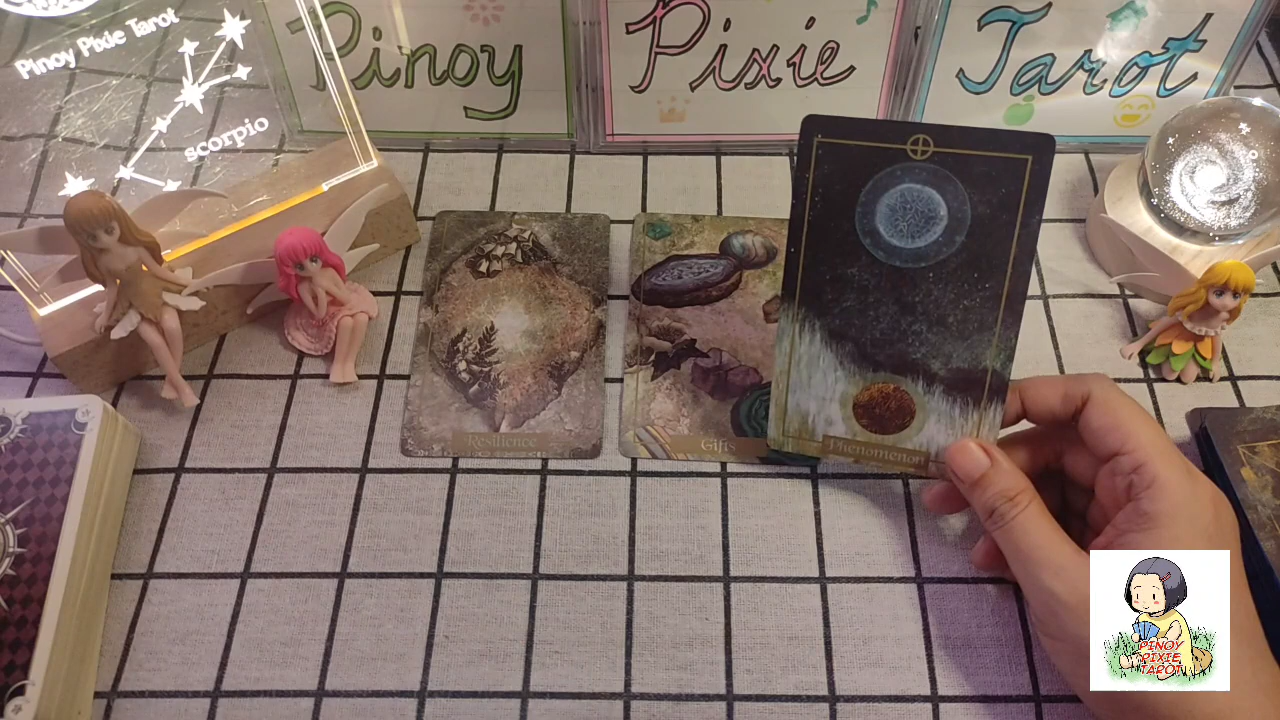 Pinoy Pixie Tarot
scorpio
Pinoy
Pixie
Tarot
Resilience
Gifts
Phenomenon
PINOY
PIXIE
TAROT